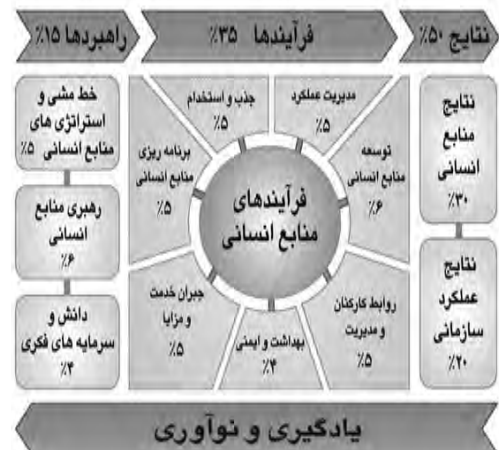 راهبردها ۱۵٪
فرآیندها ۳۵٪
نتایج ۵۰٪
خط مشی و
استراتژی های
منابع انسانی ۵٪
رهبری منابع
انسانی
۶٪
دانش و
سرمایه های فکری
۴٪
جذب و استخدام
۵٪
مدیریت عملکرد
۵٪
برنامه ریزی
منابع انسانی
۵٪
توسعه
منابع انسانی
۶٪
فرآیندهای
منابع انسانی
جبران خدمت
و مزایا
۵٪
بهداشت و ایمنی
۴٪
روابط کارکنان
و مدیریت
۵٪
نتایج
منابع
انسانی
۳۰٪
نتایج
عملکرد
سازمانی
۲۰٪
یادگیری و نوآوری